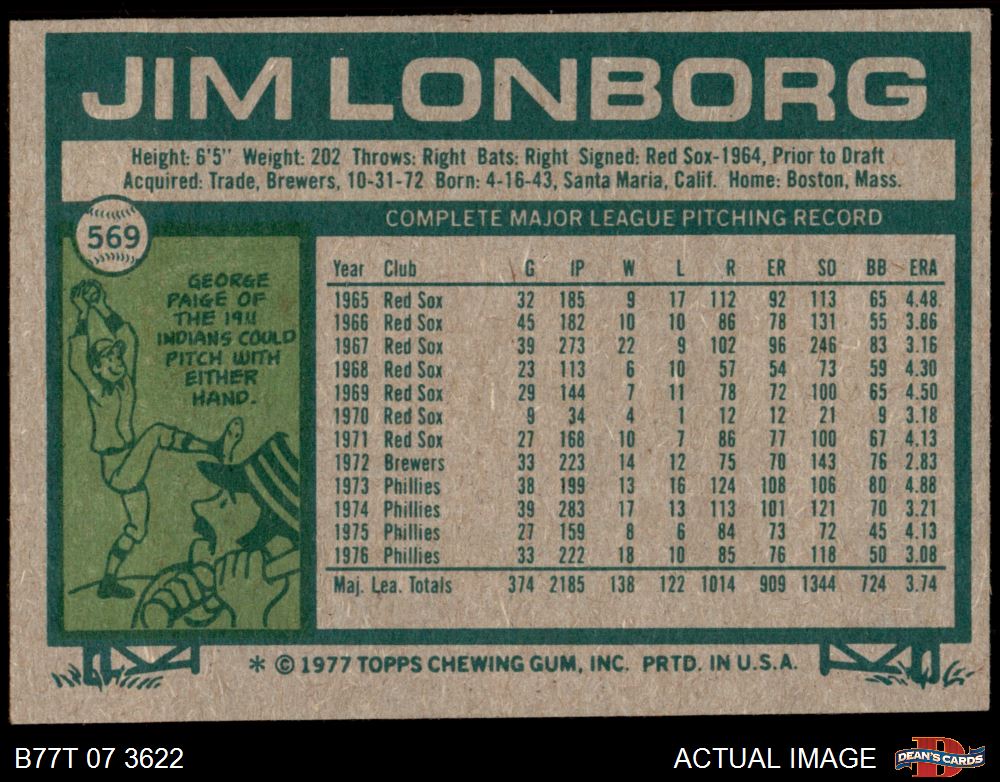 JIM LONBORG
Height: 6'5" Weight: 202 Throws: Right Bats: Right Signed: Red Sox-1964, Prior to Draft
Acquired: Trade, Brewers, 10-31-72 Born: 4-16-43, Santa Maria, Calif. Home: Boston, Mass.
569
COMPLETE MAJOR LEAGUE PITCHING RECORD
GEORGE
PAIGE OF
THE 1911
INDIANS COULD
PITCH WITH
EITHER
HAND.
Year Club G IP W L R ER SO BB ERA
1965 Red Sox 32 185 9 17 112 92 113 65 4.48
1966 Red Sox 45 182 10 10 86 78 131 55 3.86
1967 Red Sox 39 273 22 9 102 96 246 83 3.16
1968 Red Sox 23 113 6 10 57 54 73 59 4.30
1969 Red Sox 29 144 7 11 78 72 100 65 4.50
1970 Red Sox 9 34 4 1 12 12 21 9 3.18
1971 Red Sox 27 168 10 7 86 77 100 67 4.13
1972 Brewers 33 223 14 12 75 70 143 76 2.83
1973 Phillies 38 199 13 16 124 108 106 80 4.88
1974 Phillies 39 283 17 13 113 101 121 70 3.21
1975 Phillies 27 159 8 6 84 73 72 45 4.13
1976 Phillies 33 222 18 10 85 76 118 50 3.08
Maj. Lea. Totals 374 2185 138 122 1014 909 1344 724 3.74
* © 1977 TOPPS CHEWING GUM, INC. PRTD. IN U.S.A.
B77T 07 3622
ACTUAL IMAGE
D
DEAN'S CARDS